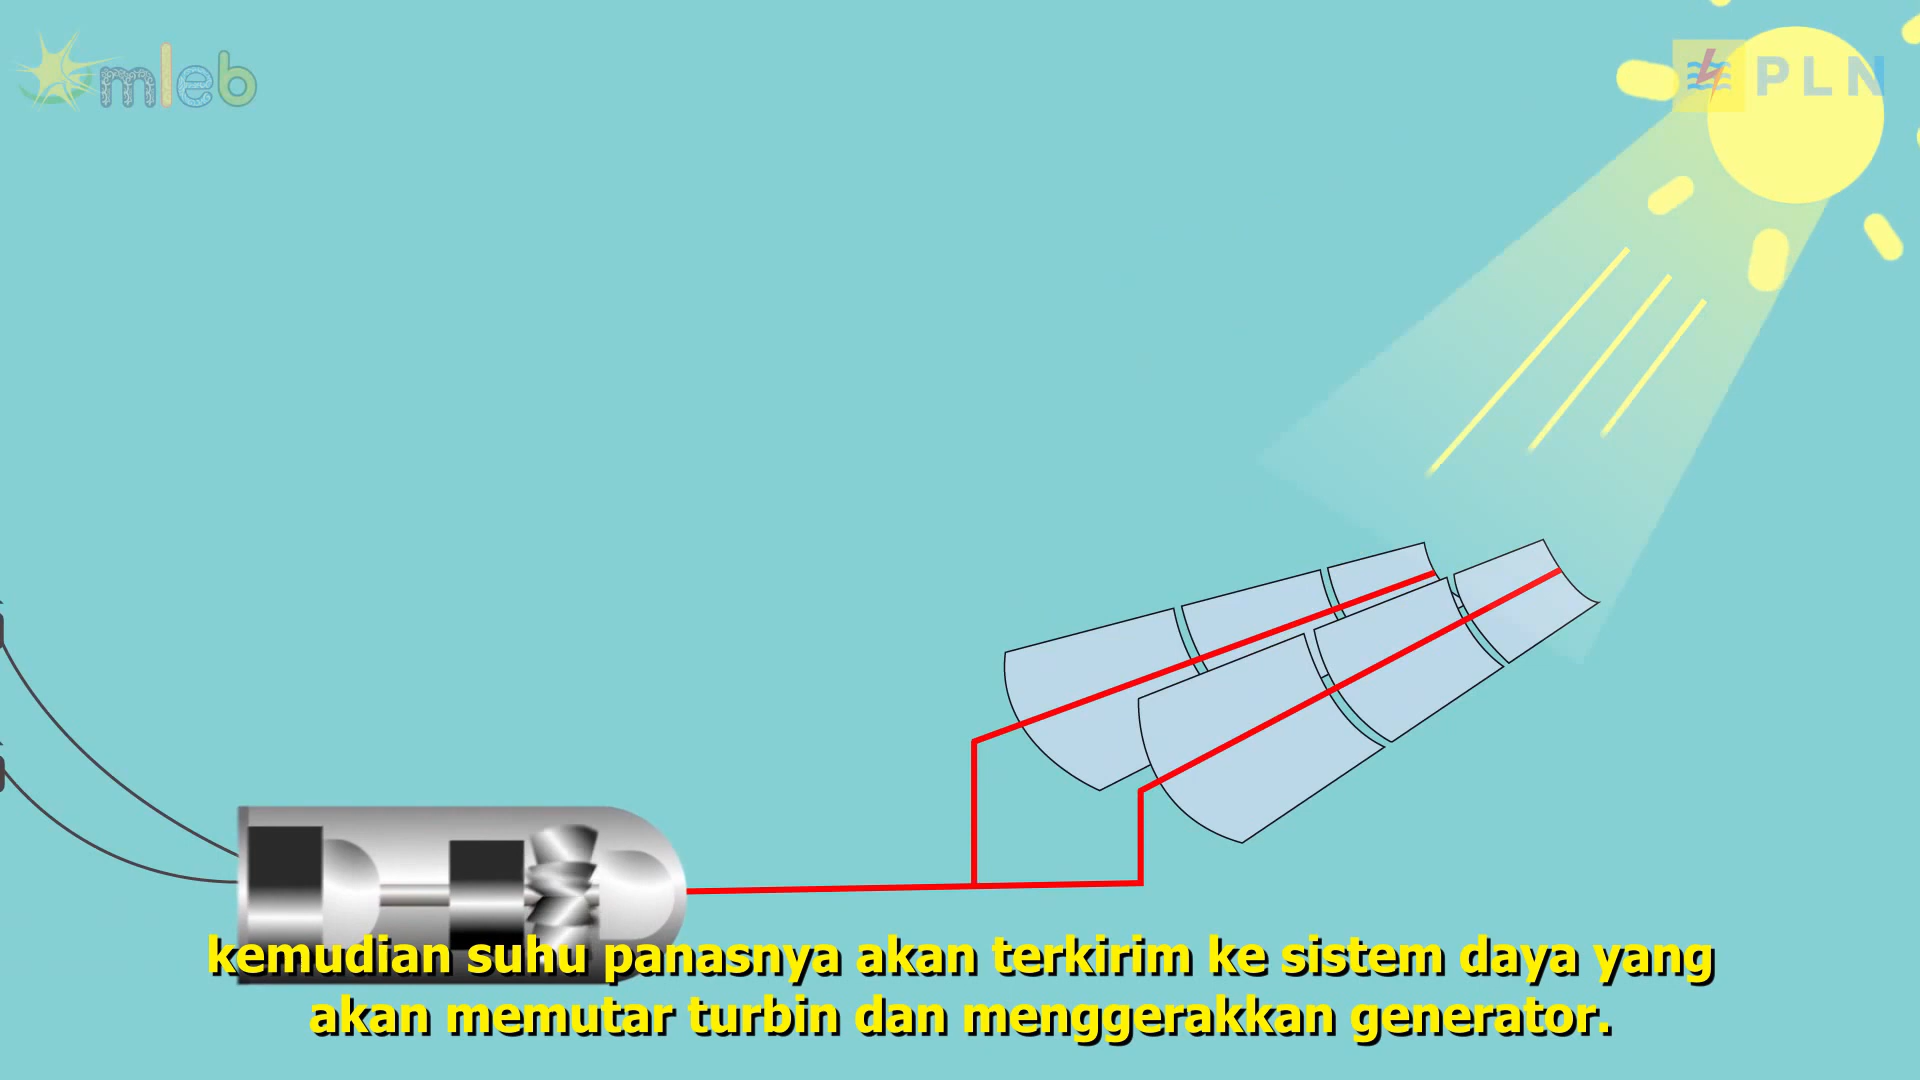 mleb
PLN
kemudian suhu panasnya akan terkirim ke sistem daya yang
akan memutar turbin dan menggerakkan generator.